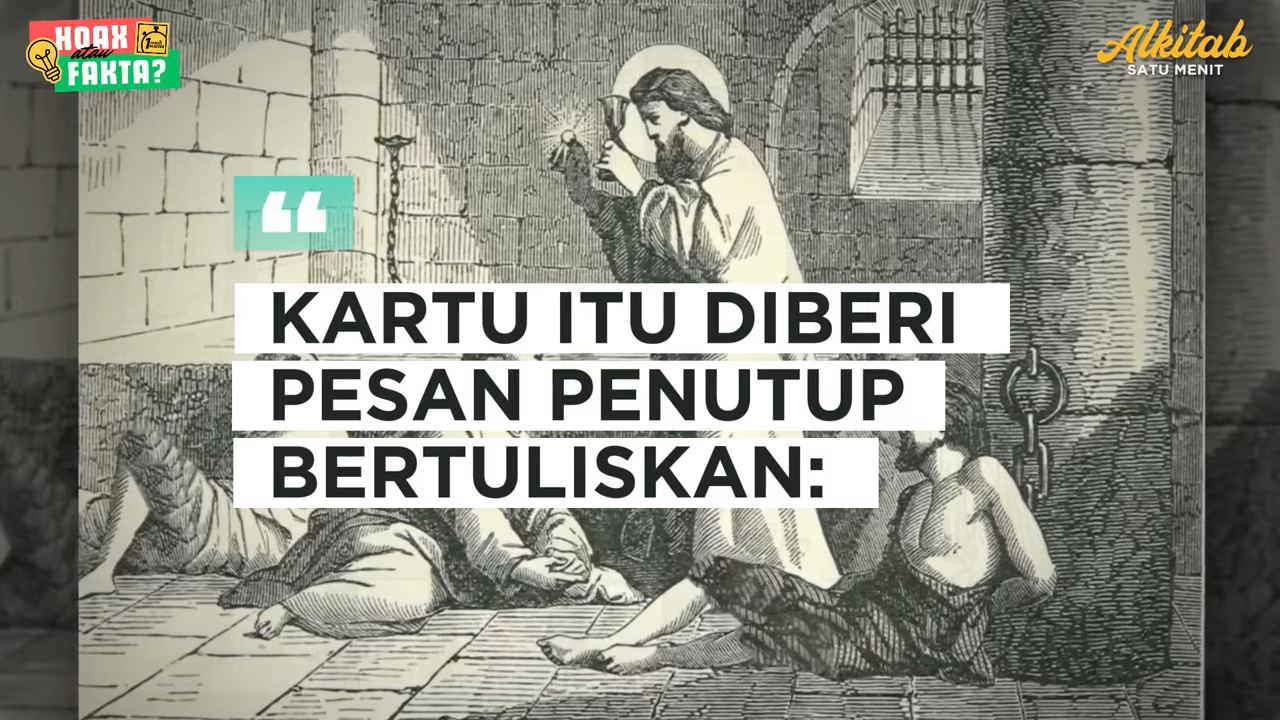 HOAX
atau
FAKTA?
Alkitab
SATU MENIT
KARTU ITU DIBERI
PESAN PENUTUP
BERTULISKAN: